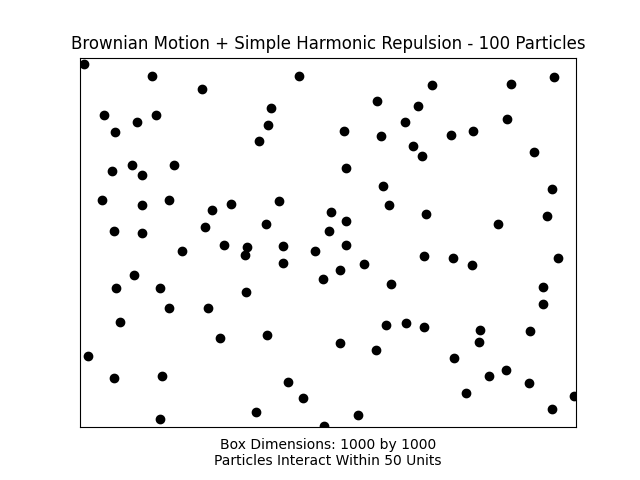 Brownian Motion + Simple Harmonic Repulsion - 100 Particles
Box Dimensions: 1000 by 1000
Particles Interact Within 50 Units